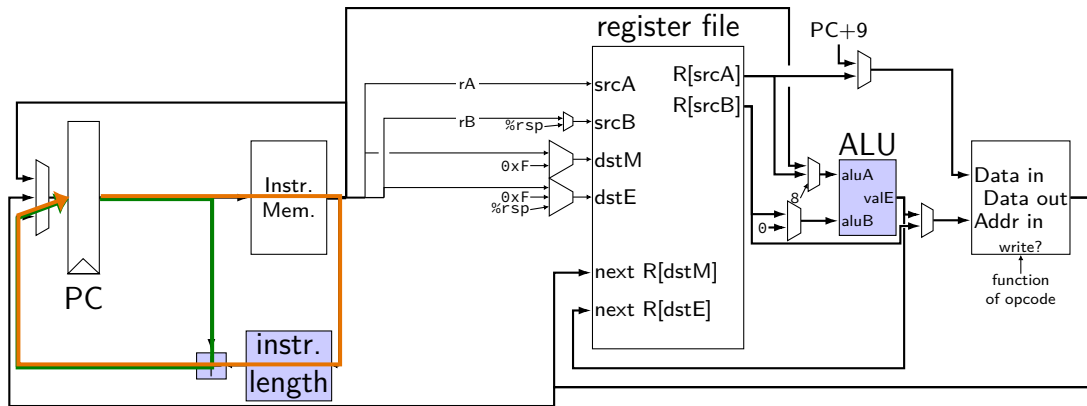 register file
PC+9
rA
srcA
R[srcA]
R[srcB]
rB
%rsp
srcB
ALU
Instr.
Mem.
0xF
dstM
aluA
Data in
0xF
%rsp
dstE
8
valE
Data out
0
aluB
Addr in
write?
PC
next R[dstM]
function
of opcode
next R[dstE]
instr.
length
+